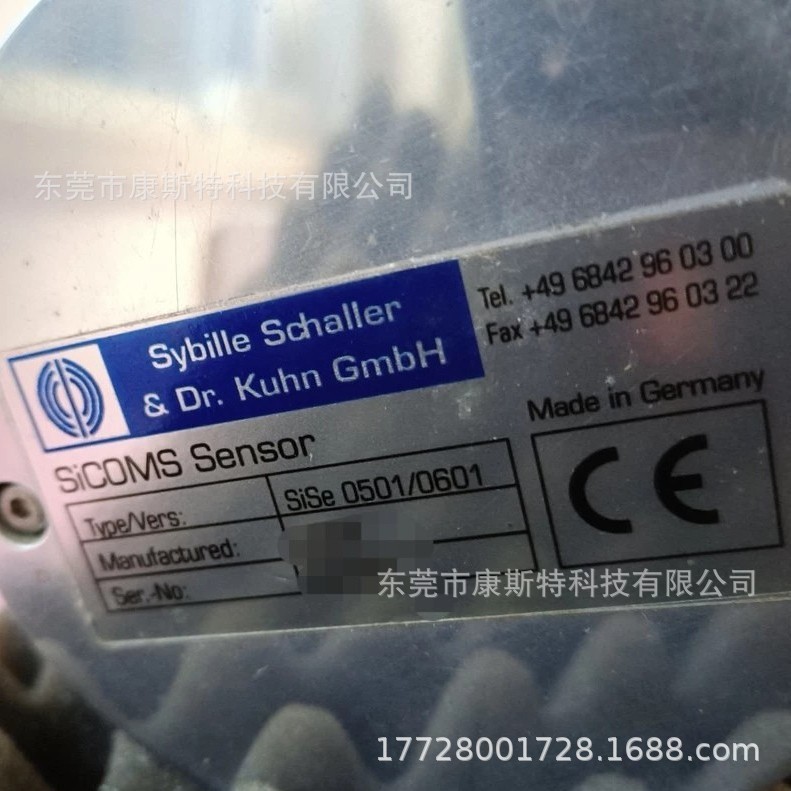 东莞市康斯特科技有限公司
Sybille Schaller
& Dr. Kuhn GmbH
Tel. +49 6842 96 03 00
Fax +49 6842 96 03 22
SiCOMS Sensor
Made in Germany
Type/Vers: SiSe 0501/0601
Manufactured:
Ser.-No:
CE
东莞市康斯特科技有限公司
17728001728.1688.com